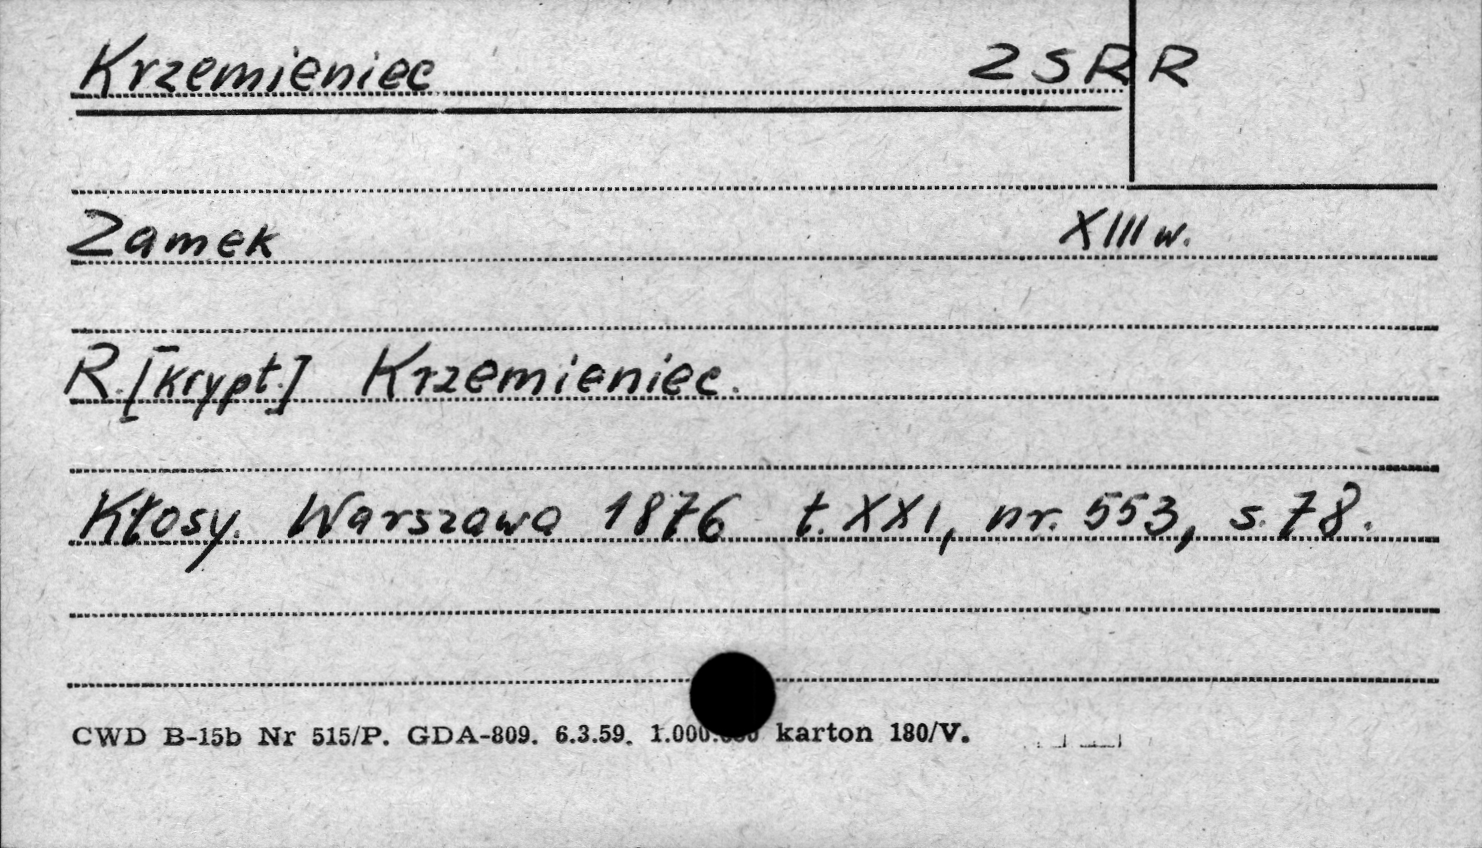 Krzemieniec ZSRR
Zamek XIII w.
R. [krypt.] Krzemieniec.
Kłosy. Warszawa 1876 t. XXI, nr. 553, s. 78.
CWD B-15b Nr 515/P. GDA-809. 6.3.59. 1.000.000 karton 180/V.